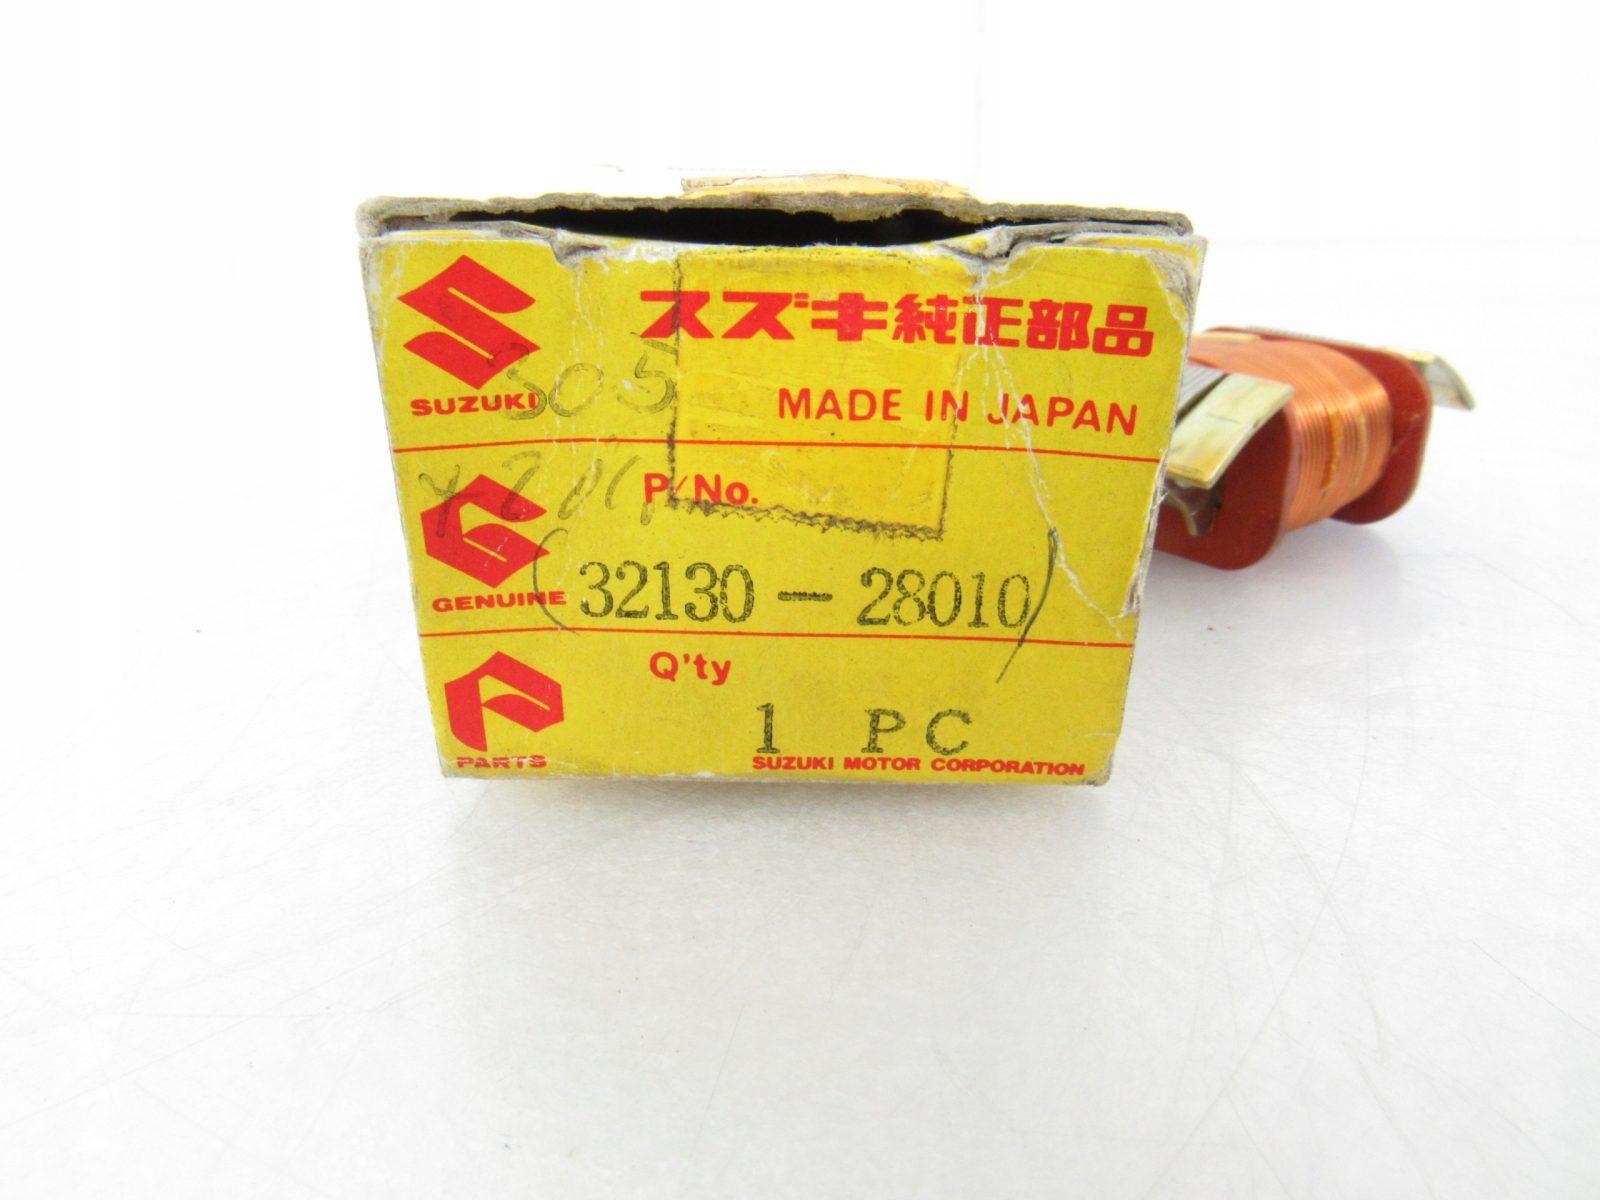 スズキ純正部品
SUZUKI
305
MADE IN JAPAN
P/No.
(32130-28010)
GENUINE
Q'ty
1 PC
PARTS
SUZUKI MOTOR CORPORATION